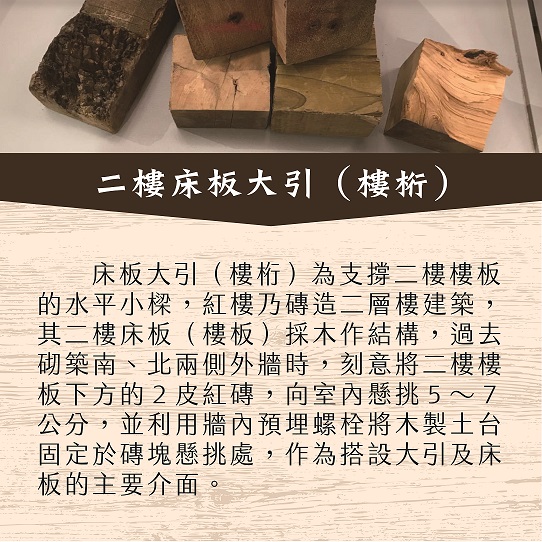 二樓床板大引（樓桁）
床板大引（樓桁）為支撐二樓樓板
的水平小樑，紅樓乃磚造二層樓建築，
其二樓床板（樓板）採木作結構，過去
砌築南、北兩側外牆時，刻意將二樓樓
板下方的2皮紅磚，向室內懸挑5～7
公分，並利用牆內預埋螺栓將木製土台
固定於磚塊懸挑處，作為搭設大引及床
板的主要介面。